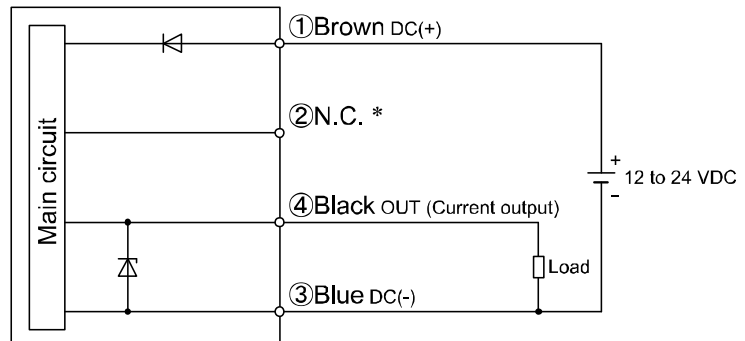 ①Brown DC(+)
②N.C. *
Main circuit
+
12 to 24 VDC
−
④Black OUT (Current output)
Load
③Blue DC(-)